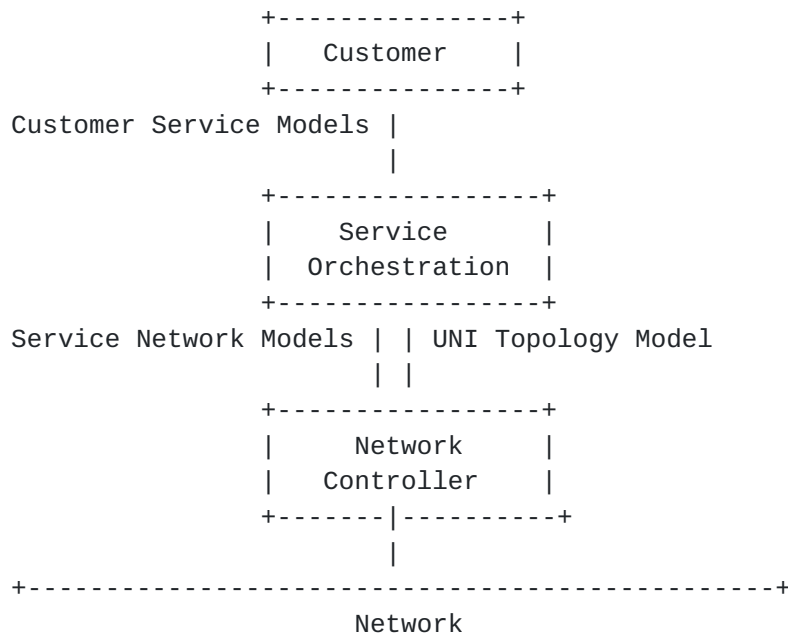 +---------------+
|   Customer    |
+---------------+
Customer Service Models |
|
+-----------------+
|    Service      |
|  Orchestration  |
+-----------------+
Service Network Models | | UNI Topology Model
| |
+-----------------+
|     Network     |
|   Controller    |
+-------|----------+
|
+------------------------------------------------+
Network